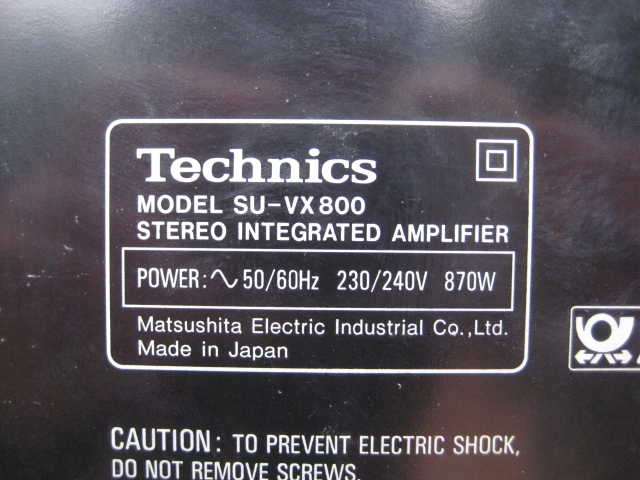 Technics
MODEL SU-VX800
STEREO INTEGRATED AMPLIFIER
POWER: ∿ 50/60Hz 230/240V 870W
Matsushita Electric Industrial Co.,Ltd.
Made in Japan
CAUTION: TO PREVENT ELECTRIC SHOCK,
DO NOT REMOVE SCREWS.